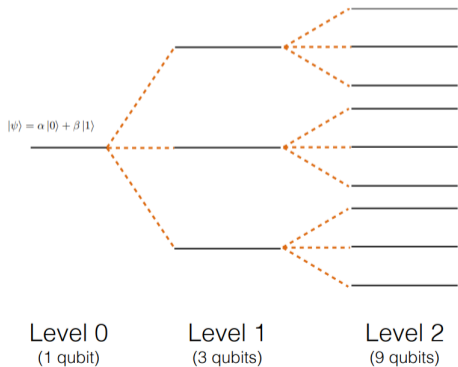 |ψ⟩ = α |0⟩ + β |1⟩
Level 0
(1 qubit)
Level 1
(3 qubits)
Level 2
(9 qubits)